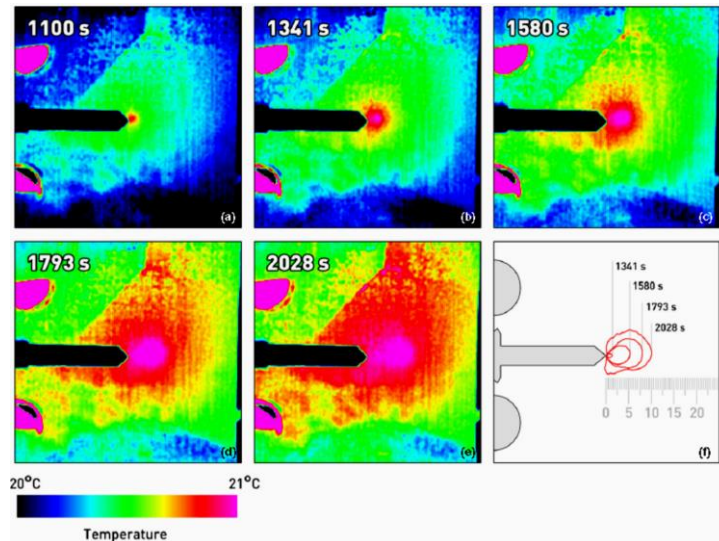 1100 s
(a)
1341 s
(b)
1580 s
(c)
1793 s
(d)
2028 s
(e)
1341 s
1580 s
1793 s
2028 s
0 5 10 15 20
(f)
20°C 21°C
Temperature